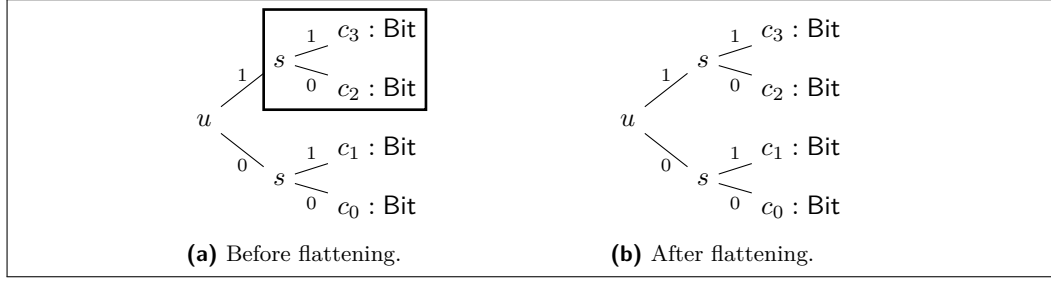 1 c₃ : Bit 1 c₃ : Bit
s s
1 0 c₂ : Bit 1 0 c₂ : Bit
u u
0 1 c₁ : Bit 0 1 c₁ : Bit
s s
0 c₀ : Bit 0 c₀ : Bit
(a) Before flattening. (b) After flattening.